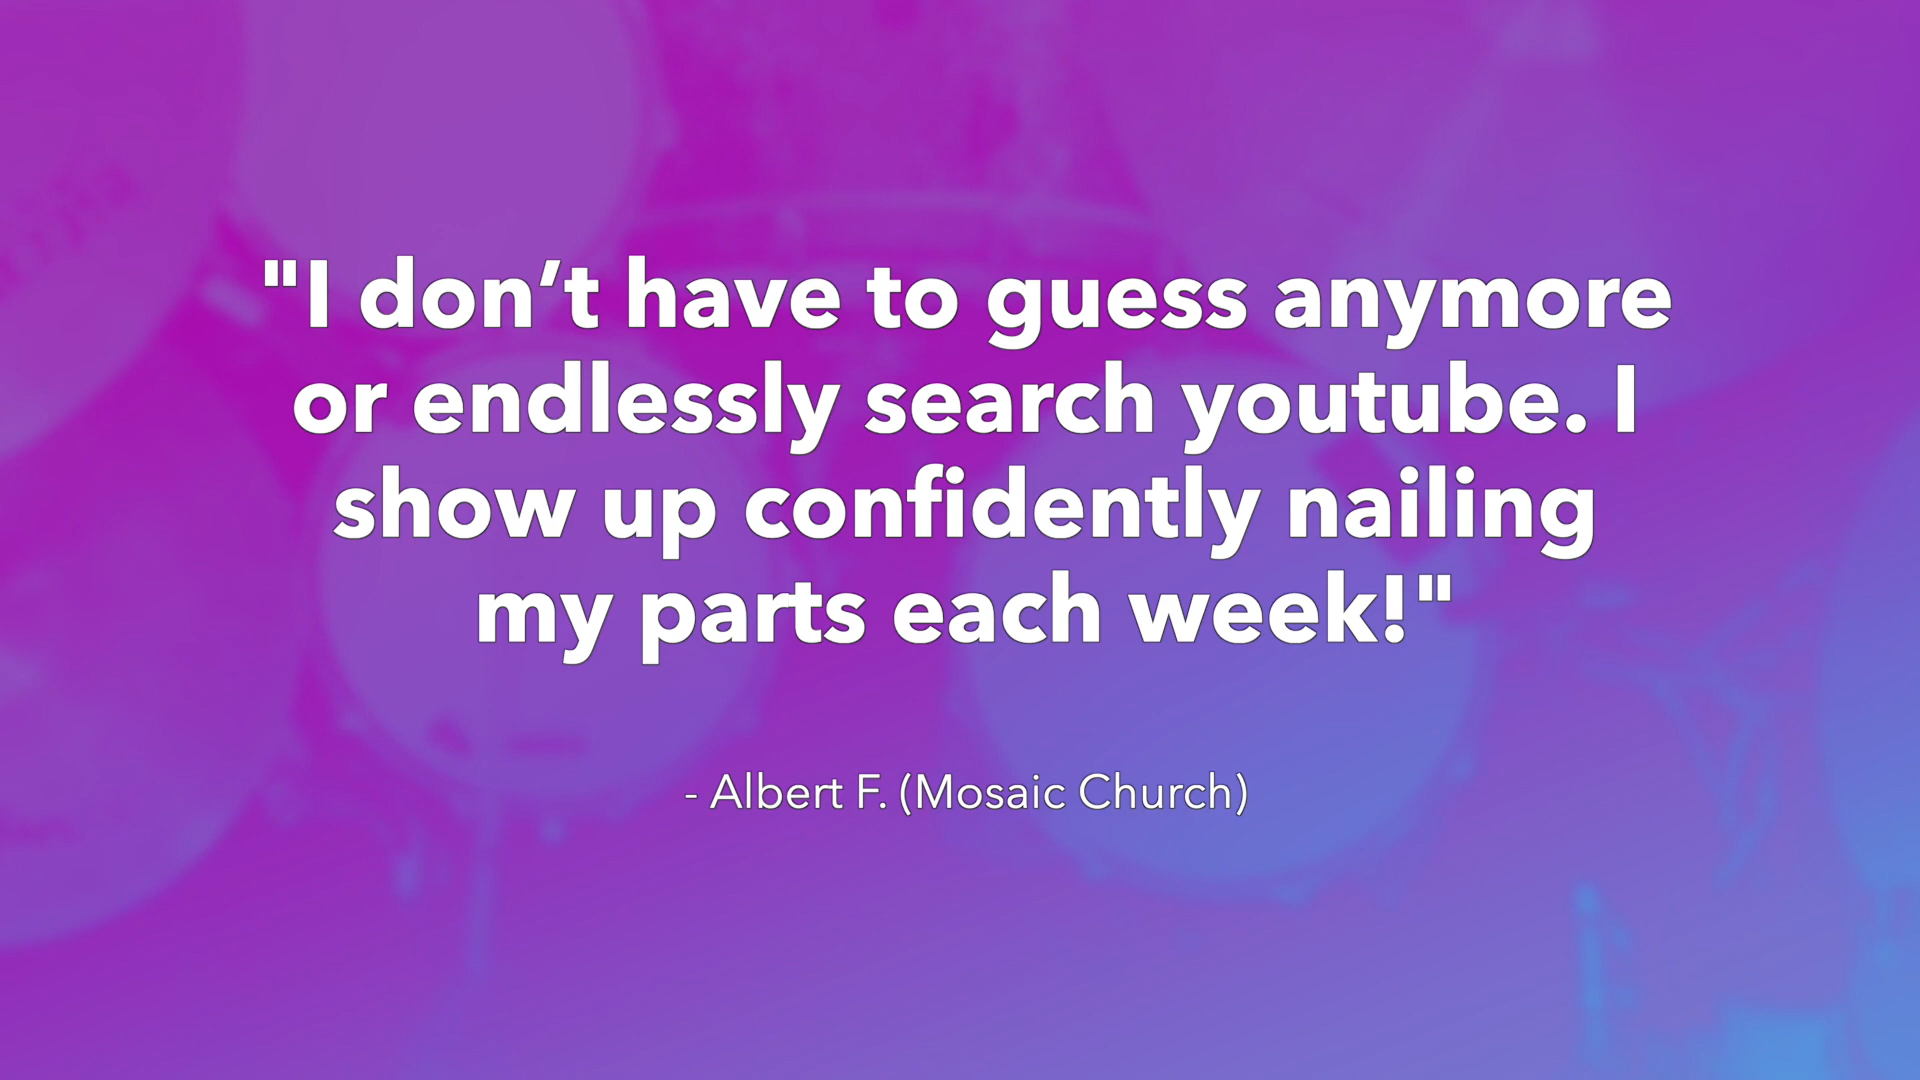 "I don’t have to guess anymore
or endlessly search youtube. I
show up confidently nailing
my parts each week!"
- Albert F. (Mosaic Church)